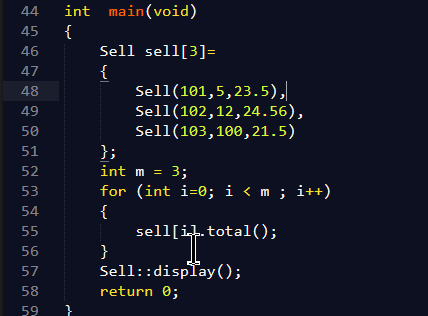 44 int  main(void)
45 {
46     Sell sell[3]=
47     {
48         Sell(101,5,23.5),
49         Sell(102,12,24.56),
50         Sell(103,100,21.5)
51     };
52     int m = 3;
53     for (int i=0; i < m ; i++)
54     {
55         sell[i].total();
56     }
57     Sell::display();
58     return 0;
59 }